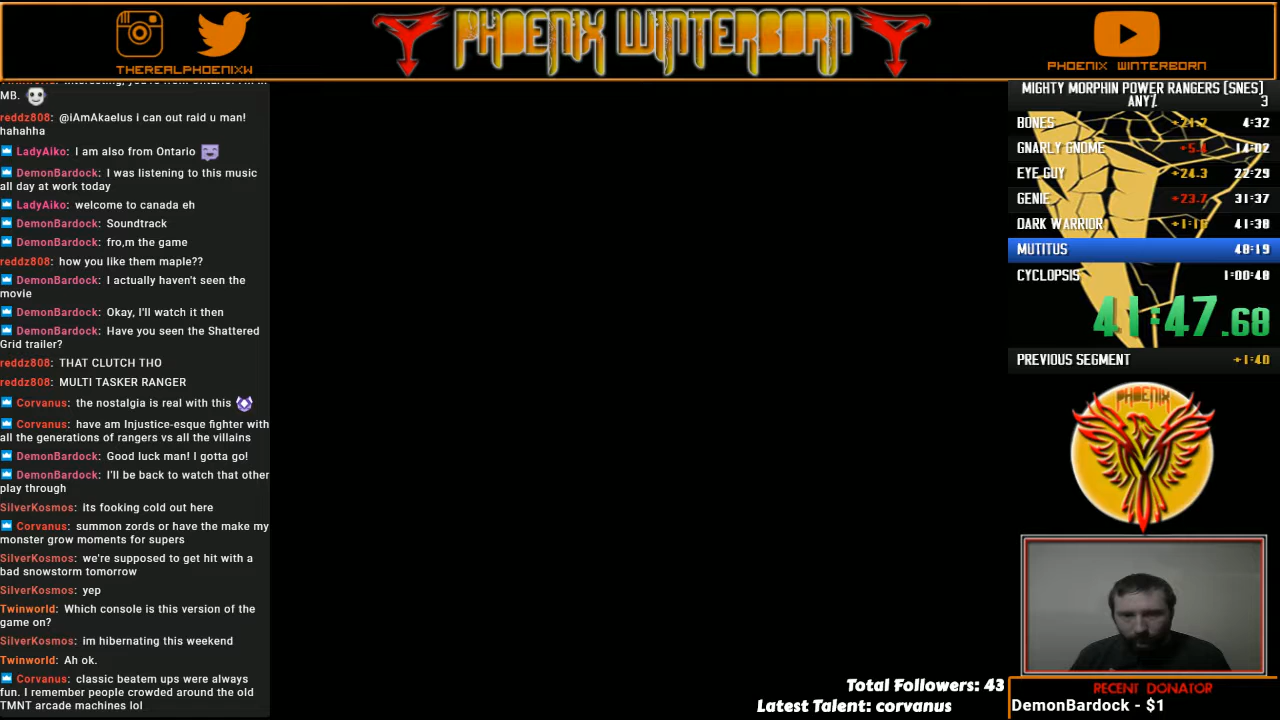 THEREALPHOENIXW
PHOENIX WINTERBORN
PHOENIX WINTERBORN
MB.
reddz808: @iAmAkaelus i can out raid u man!
hahahha
LadyAiko: I am also from Ontario
DemonBardock: I was listening to this music
all day at work today
LadyAiko: welcome to canada eh
DemonBardock: Soundtrack
DemonBardock: fro,m the game
reddz808: how you like them maple??
DemonBardock: I actually haven't seen the
movie
DemonBardock: Okay, I'll watch it then
DemonBardock: Have you seen the Shattered
Grid trailer?
reddz808: THAT CLUTCH THO
reddz808: MULTI TASKER RANGER
Corvanus: the nostalgia is real with this
Corvanus: have am Injustice-esque fighter with
all the generations of rangers vs all the villains
DemonBardock: Good luck man! I gotta go!
DemonBardock: I'll be back to watch that other
play through
SilverKosmos: its fooking cold out here
Corvanus: summon zords or have the make my
monster grow moments for supers
SilverKosmos: we're supposed to get hit with a
bad snowstorm tomorrow
SilverKosmos: yep
Twinworld: Which console is this version of the
game on?
SilverKosmos: im hibernating this weekend
Twinworld: Ah ok.
Corvanus: classic beatem ups were always
fun. I remember people crowded around the old
TMNT arcade machines lol
MIGHTY MORPHIN POWER RANGERS [SNES]
ANY% 3
BONES +21.2 4:32
GNARLY GNOME 14:02
EYE GUY +24.3 22:29
GENIE +23.7 31:37
DARK WARRIOR 41:38
MUTITUS 48:19
CYCLOPSIS 1:00:48
41:47.68
PREVIOUS SEGMENT +1:40
PHOENIX
Total Followers: 43
Latest Talent: corvanus
RECENT DONATOR
DemonBardock - $1